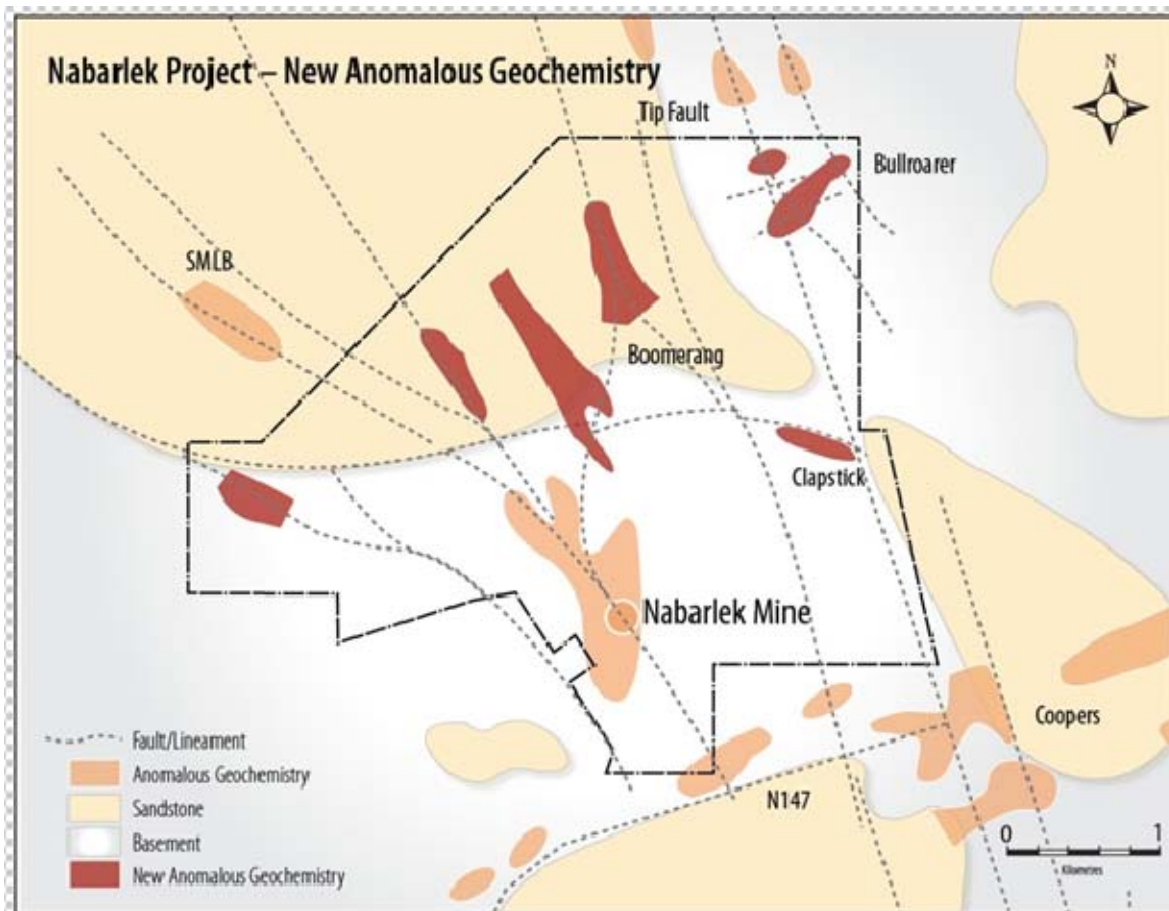 Nabarlek Project – New Anomalous Geochemistry
N
Tip Fault
Bullroarer
SMLB
Boomerang
Clapstick
Nabarlek Mine
Coopers
N147
Fault/Lineament
Anomalous Geochemistry
Sandstone
Basement
New Anomalous Geochemistry
0 1
Kilometres